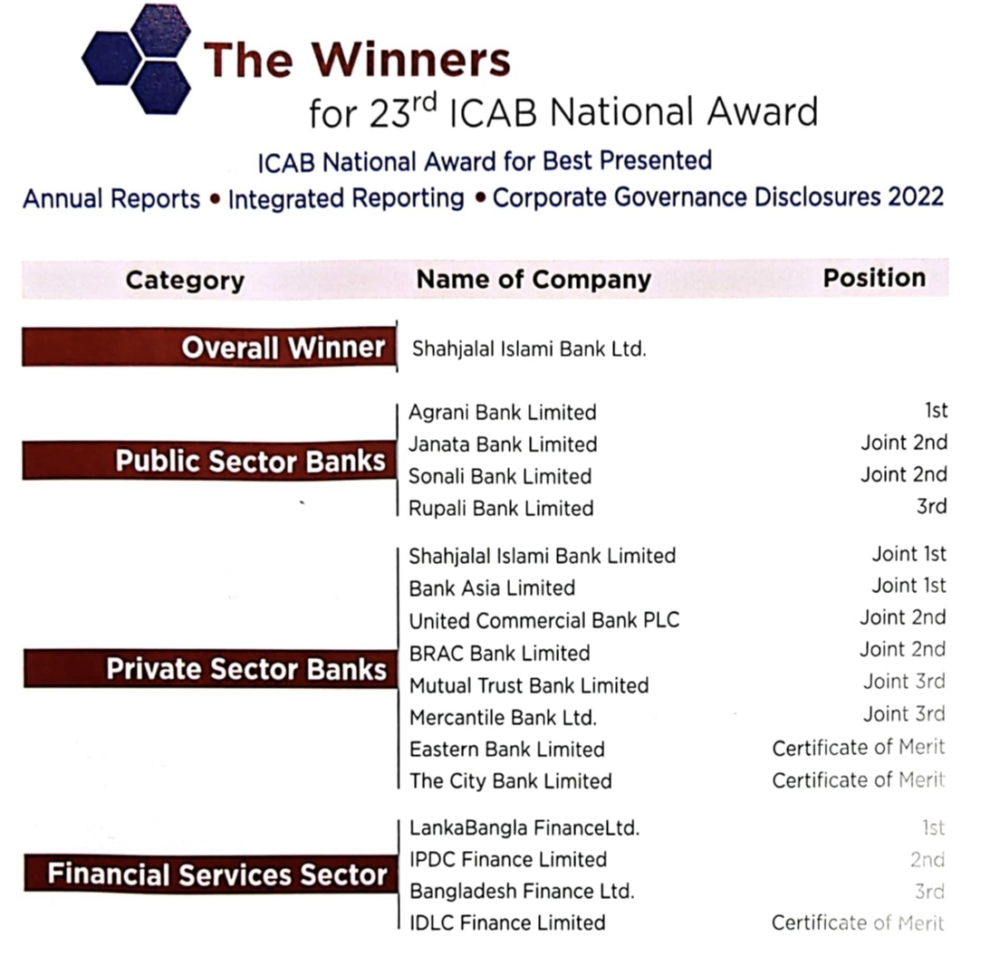 The Winners
for 23rd ICAB National Award
ICAB National Award for Best Presented
Annual Reports • Integrated Reporting • Corporate Governance Disclosures 2022
Category Name of Company Position
Overall Winner Shahjalal Islami Bank Ltd.
Public Sector Banks
Agrani Bank Limited 1st
Janata Bank Limited Joint 2nd
Sonali Bank Limited Joint 2nd
Rupali Bank Limited 3rd
Private Sector Banks
Shahjalal Islami Bank Limited Joint 1st
Bank Asia Limited Joint 1st
United Commercial Bank PLC Joint 2nd
BRAC Bank Limited Joint 2nd
Mutual Trust Bank Limited Joint 3rd
Mercantile Bank Ltd. Joint 3rd
Eastern Bank Limited Certificate of Merit
The City Bank Limited Certificate of Merit
Financial Services Sector
LankaBangla FinanceLtd. 1st
IPDC Finance Limited 2nd
Bangladesh Finance Ltd. 3rd
IDLC Finance Limited Certificate of Merit